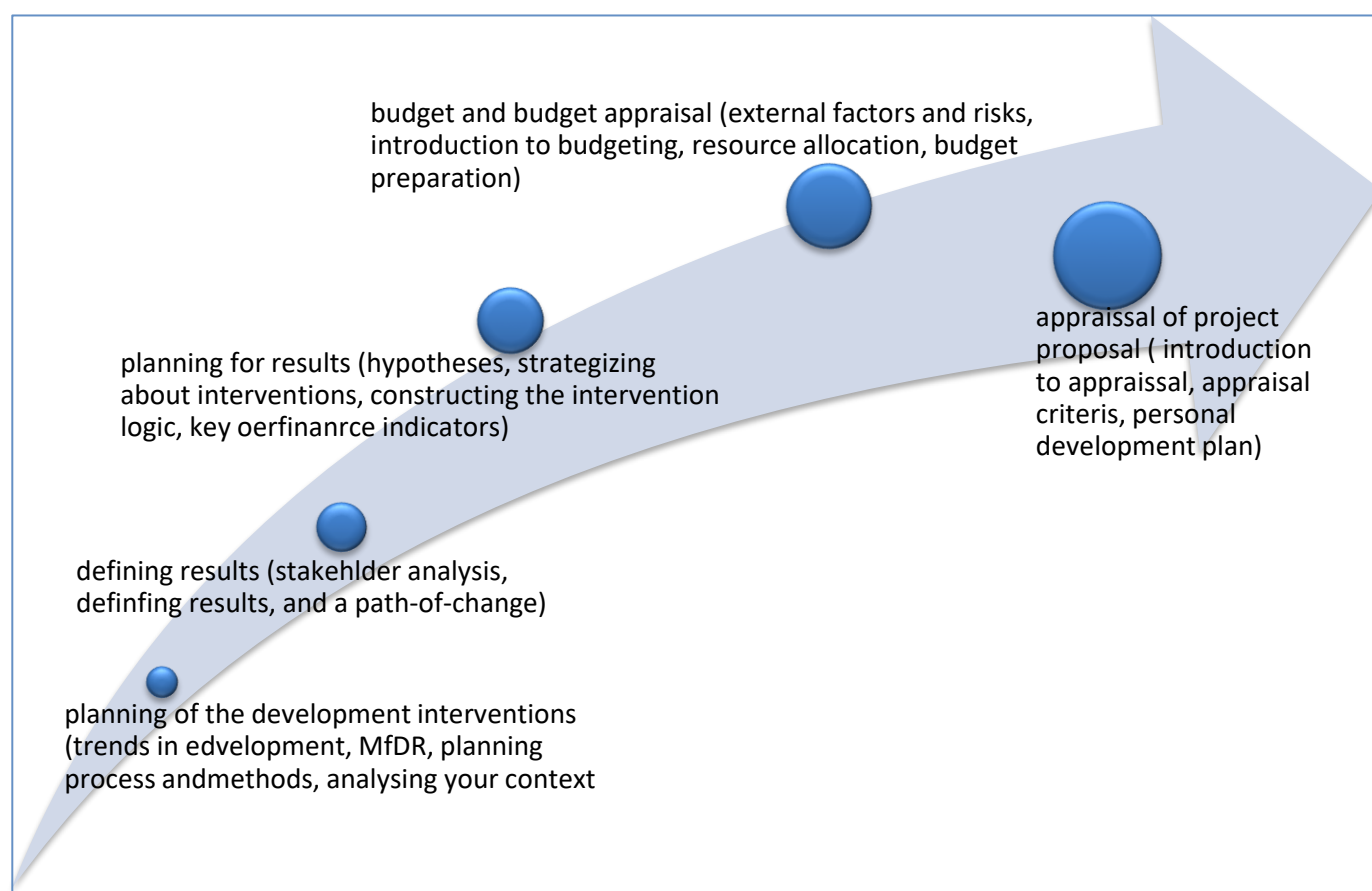 budget and budget appraisal (external factors and risks,
introduction to budgeting, resource allocation, budget
preparation)
appraissal of project
proposal ( introduction
to appraissal, appraisal
criteris, personal
development plan)
planning for results (hypotheses, strategizing
about interventions, constructing the intervention
logic, key oerfinanrce indicators)
defining results (stakehlder analysis,
definfing results, and a path-of-change)
planning of the development interventions
(trends in edvelopment, MfDR, planning
process andmethods, analysing your context